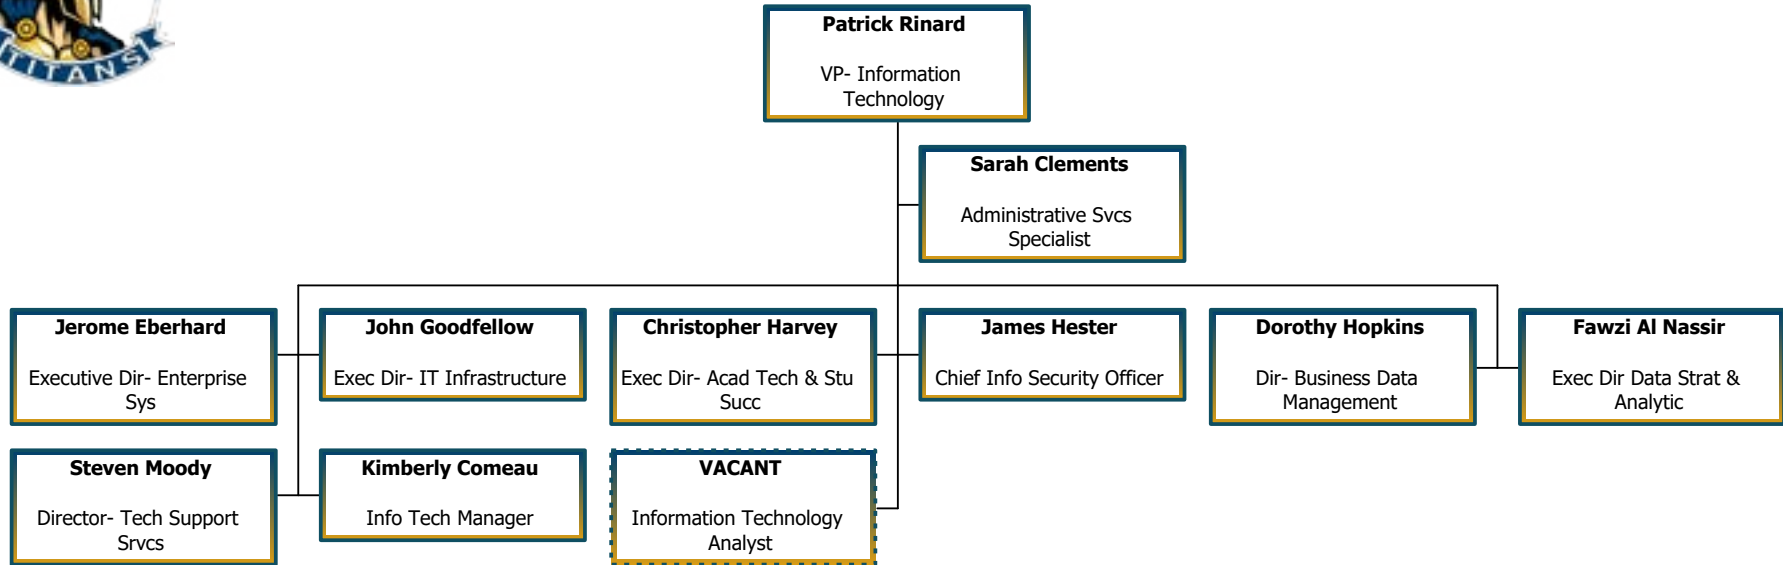 TITANS
Patrick Rinard
VP- Information
Technology
Sarah Clements
Administrative Svcs
Specialist
Jerome Eberhard
Executive Dir- Enterprise
Sys
John Goodfellow
Exec Dir- IT Infrastructure
Christopher Harvey
Exec Dir- Acad Tech & Stu
Succ
James Hester
Chief Info Security Officer
Dorothy Hopkins
Dir- Business Data
Management
Fawzi Al Nassir
Exec Dir Data Strat &
Analytic
Steven Moody
Director- Tech Support
Srvcs
Kimberly Comeau
Info Tech Manager
VACANT
Information Technology
Analyst